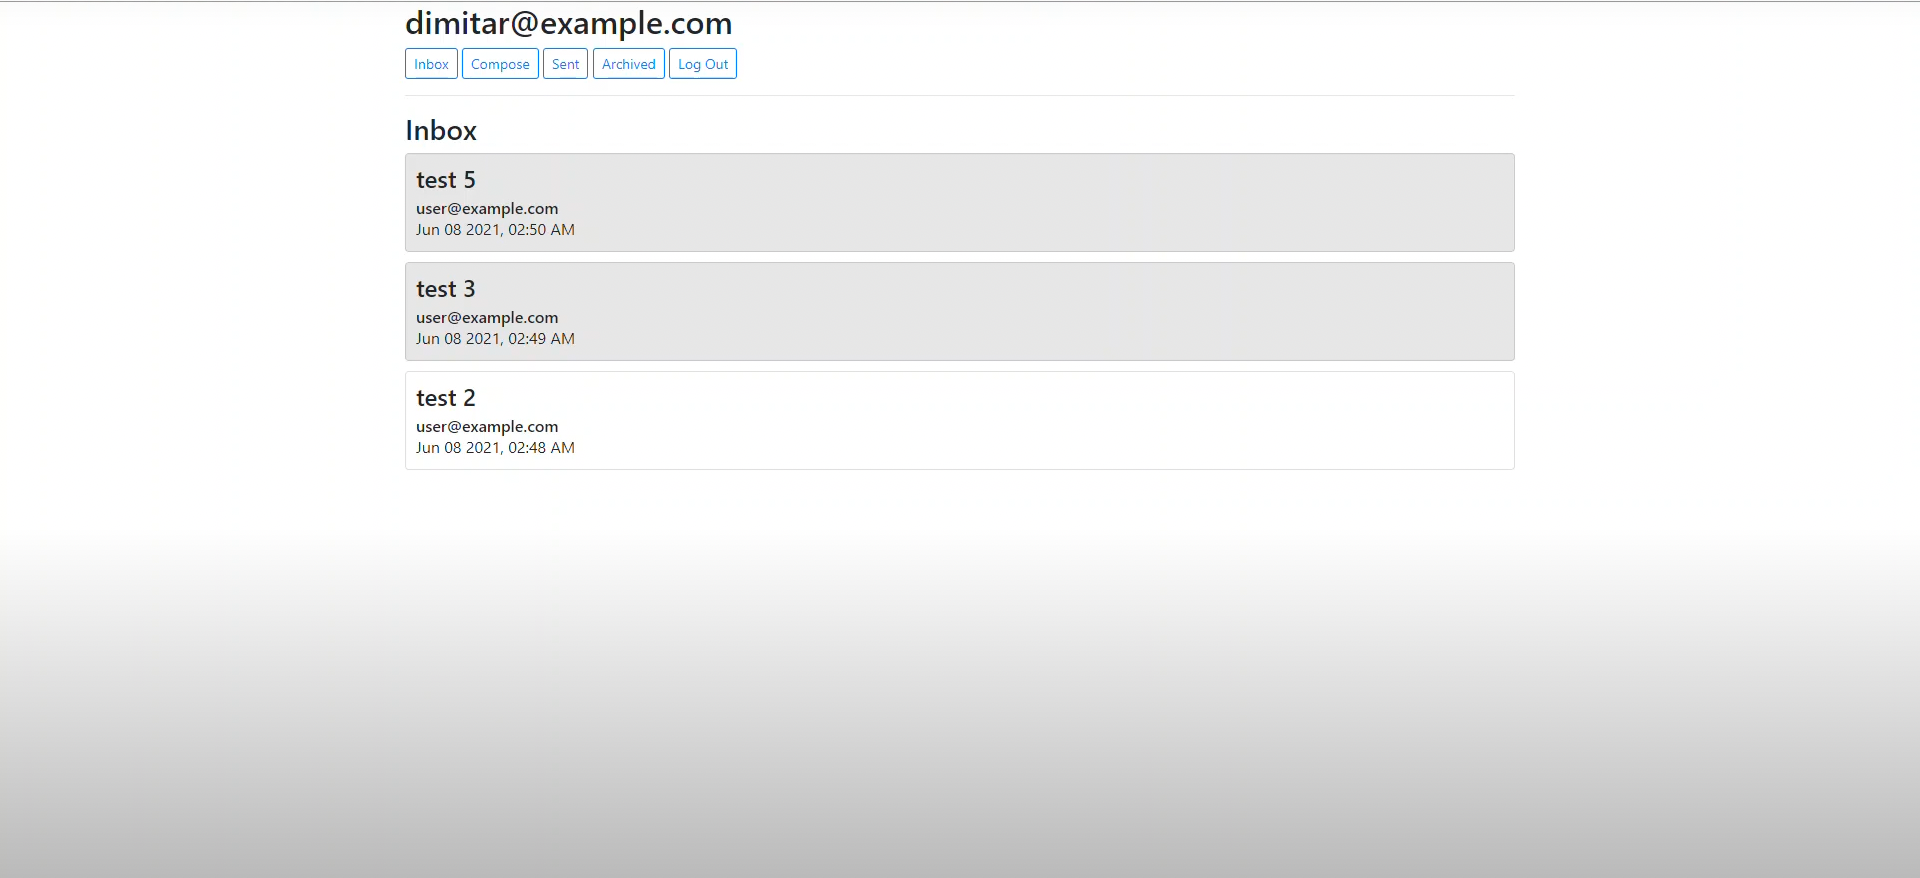 dimitar@example.com
Inbox Compose Sent Archived Log Out
Inbox
test 5
user@example.com
Jun 08 2021, 02:50 AM
test 3
user@example.com
Jun 08 2021, 02:49 AM
test 2
user@example.com
Jun 08 2021, 02:48 AM